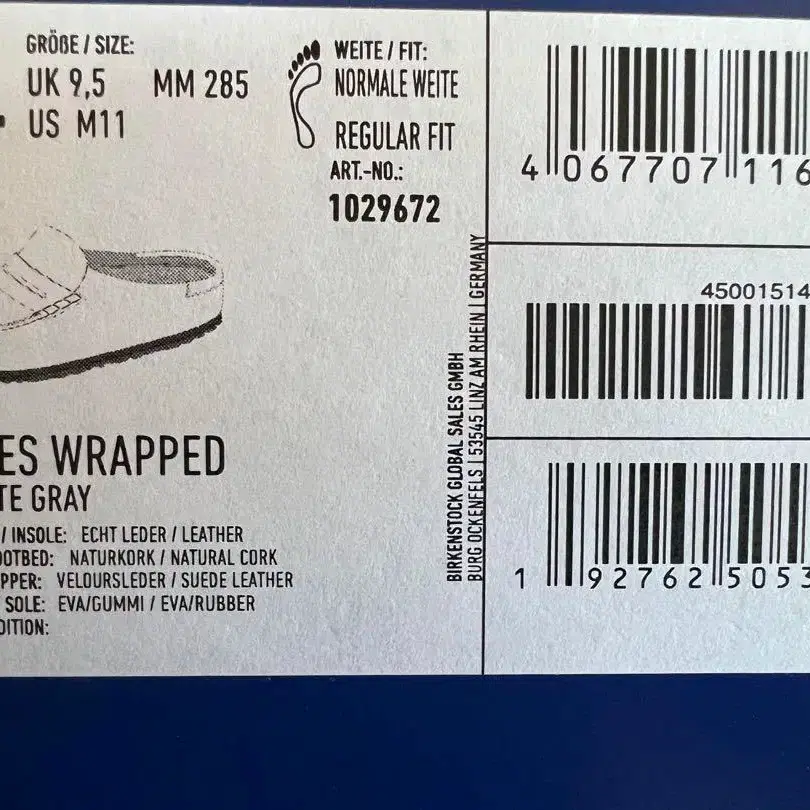 GRÖßE / SIZE:
UK 9,5 MM 285
US M11
WEITE / FIT:
NORMALE WEITE
REGULAR FIT
ART.-NO.:
1029672
ES WRAPPED
TE GRAY
/ INSOLE: ECHT LEDER / LEATHER
OOTBED: NATURKORK / NATURAL CORK
PPER: VELOURSLEDER / SUEDE LEATHER
SOLE: EVA/GUMMI / EVA/RUBBER
DITION:
BIRKENSTOCK GLOBAL SALES GMBH
BURG OCKENFELS | 53545 LINZ AM RHEIN | GERMANY
4 067707 116
45001514
1 92762 5053